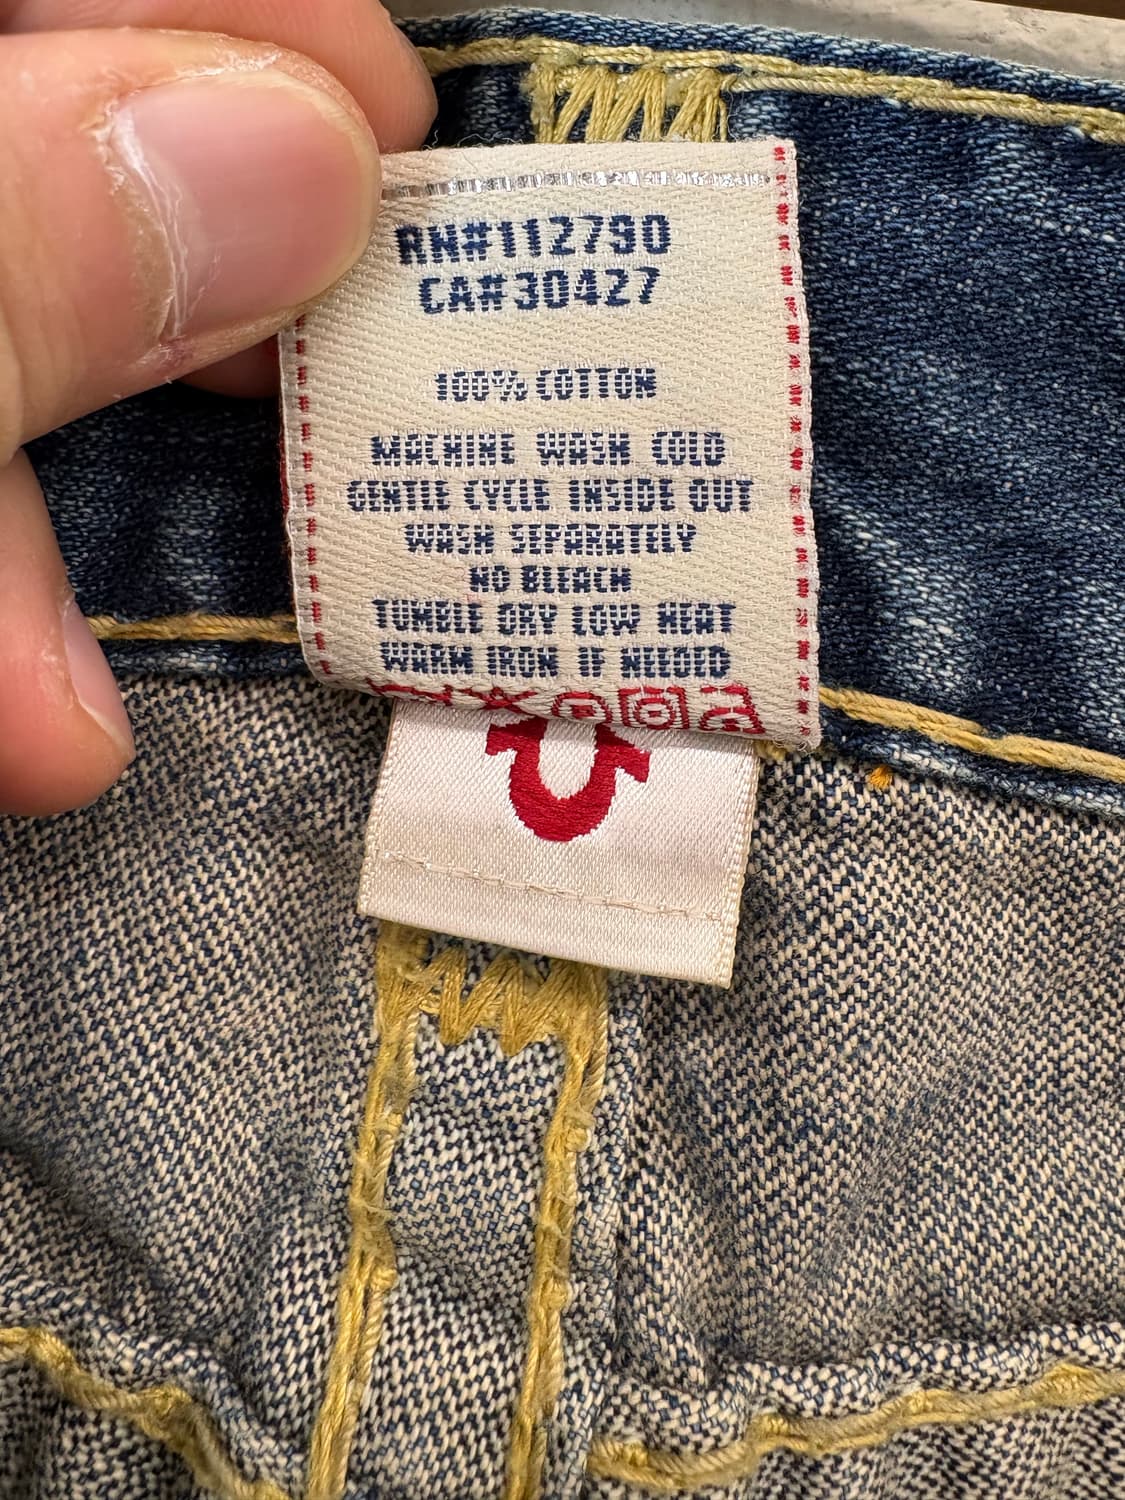 RN#112790
CA#30427
100% COTTON
MACHINE WASH COLD
GENTLE CYCLE INSIDE OUT
WASH SEPARATELY
NO BLEACH
TUMBLE DRY LOW HEAT
WARM IRON IF NEEDED